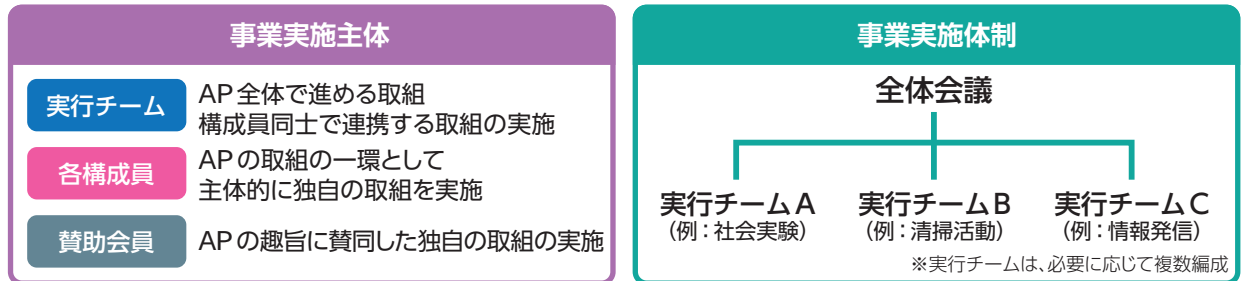 事業実施主体
実行チーム
AP全体で進める取組
構成員同士で連携する取組の実施
各構成員
APの取組の一環として
主体的に独自の取組を実施
賛助会員
APの趣旨に賛同した独自の取組の実施
事業実施体制
全体会議
実行チームA
（例：社会実験）
実行チームB
（例：清掃活動）
実行チームC
（例：情報発信）
※実行チームは、必要に応じて複数編成